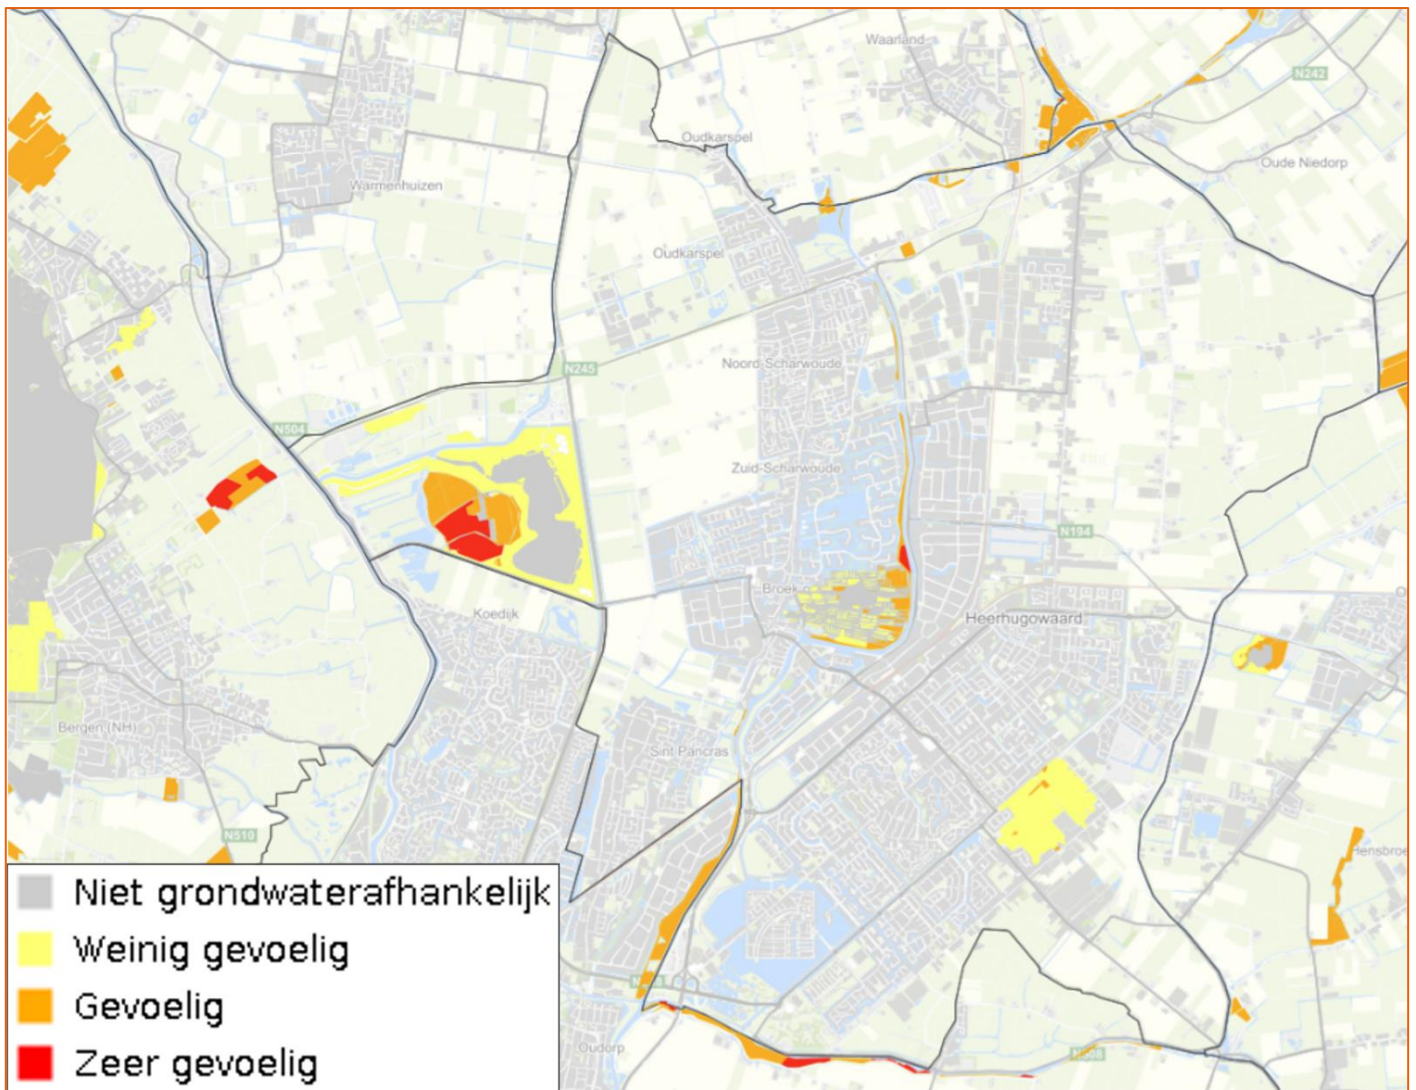 Waarland
N242
Oudkarspel
Oude Niedorp
Warmenhuizen
Oudkarspel
Noord-Scharwoude
N245
N504
Zuid-Scharwoude
N194
Broek
Koedijk
Heerhugowaard
Bergen (NH)
Sint Pancras
N510
Hensbroe
Niet grondwaterafhankelijk
Weinig gevoelig
Gevoelig
Oudorp
Zeer gevoelig